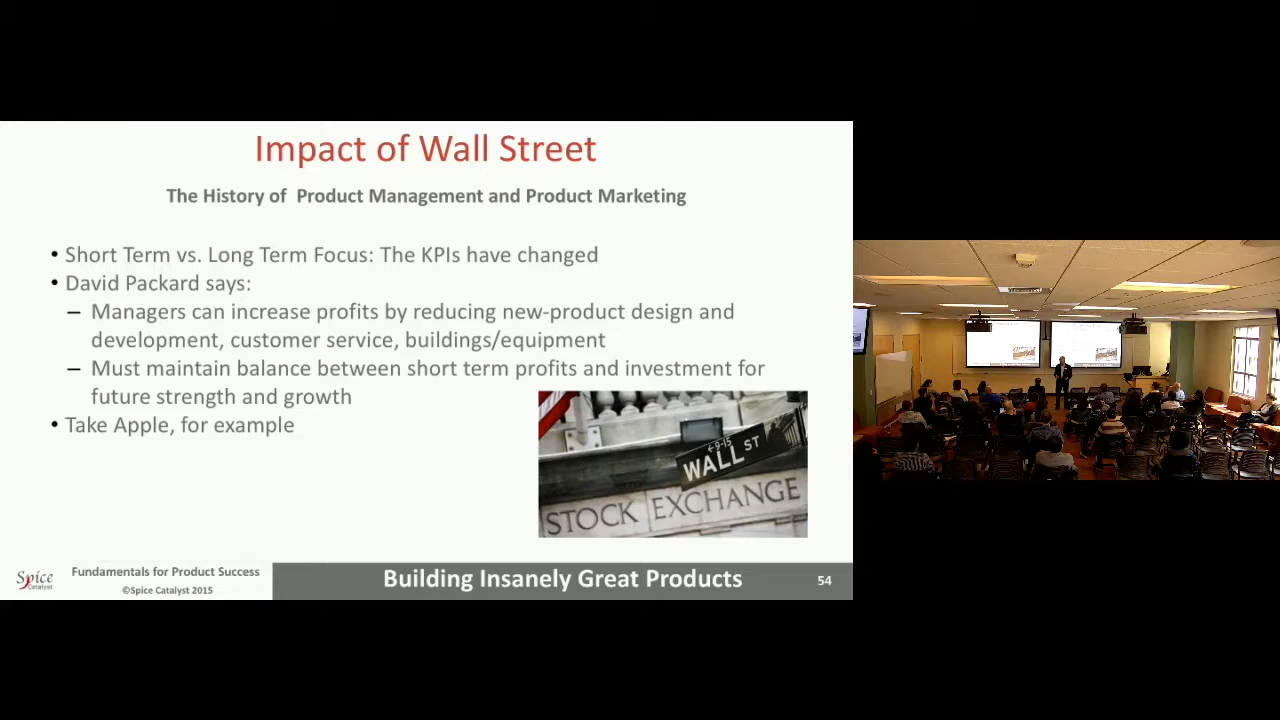 Impact of Wall Street
The History of  Product Management and Product Marketing
• Short Term vs. Long Term Focus: The KPIs have changed
• David Packard says:
– Managers can increase profits by reducing new-product design and
development, customer service, buildings/equipment
– Must maintain balance between short term profits and investment for
future strength and growth
• Take Apple, for example
←9-15
WALL ST
STOCK EXCHANGE
Spice
Catalyst
Fundamentals for Product Success
©Spice Catalyst 2015
Building Insanely Great Products
54